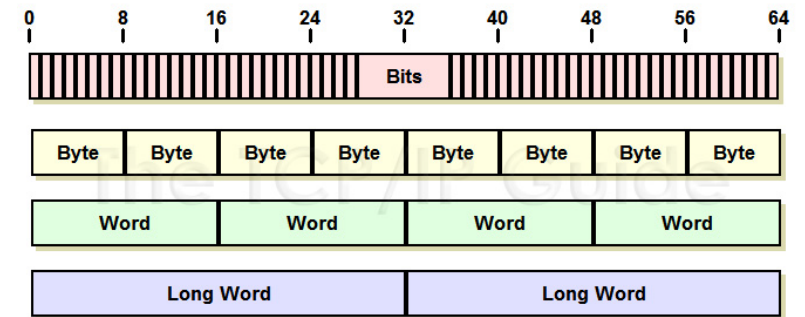 0 8 16 24 32 40 48 56 64
Bits
Byte Byte Byte Byte Byte Byte Byte Byte
The TCP/IP Guide
Word Word Word Word
Long Word Long Word